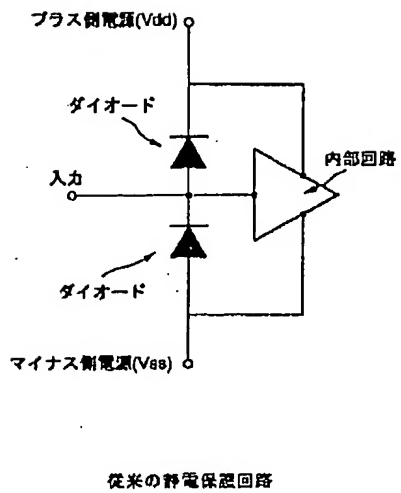 プラス側電源(Vdd)
ダイオード
内部回路
入力
ダイオード
マイナス側電源(Vss)
従来の静電保護回路